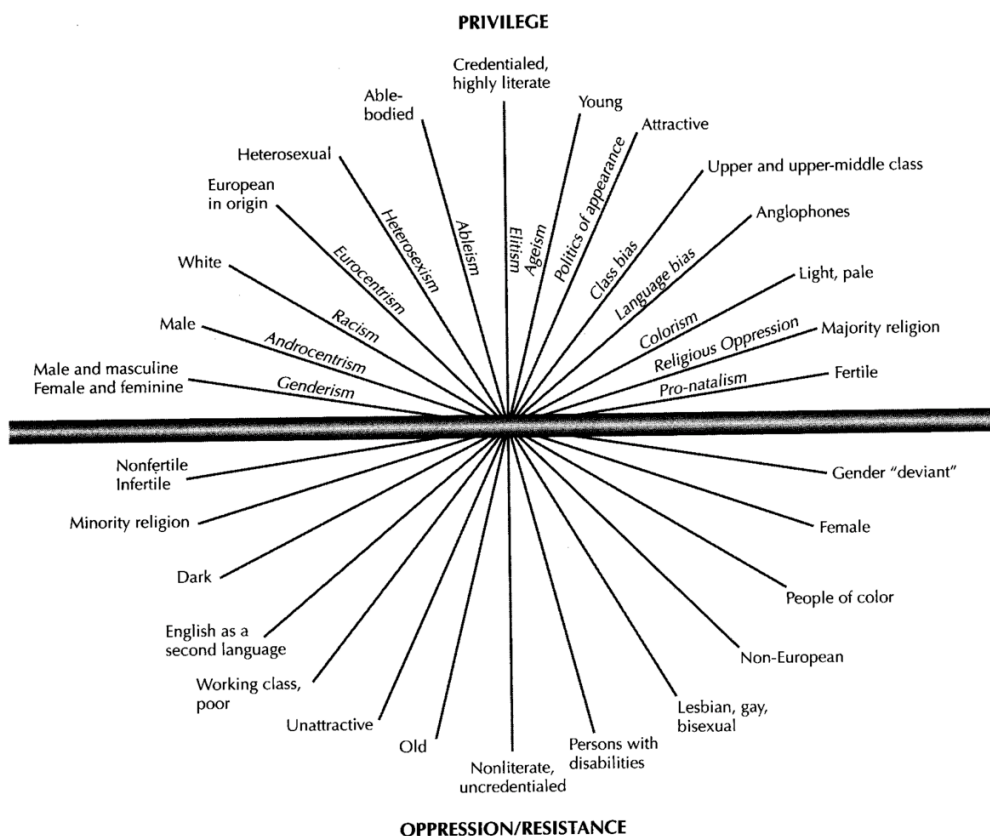 PRIVILEGE
Credentialed,
highly literate
Able-
bodied
Young
Attractive
Heterosexual
Upper and upper-middle class
European
in origin
Anglophones
White
Light, pale
Male
Majority religion
Male and masculine
Female and feminine
Fertile
Genderism
Androcentrism
Racism
Eurocentrism
Heterosexism
Ableism
Elitism
Ageism
Politics of appearance
Class bias
Language bias
Colorism
Religious Oppression
Pro-natalism
Nonfertile
Infertile
Gender “deviant”
Minority religion
Female
Dark
People of color
English as a
second language
Non-European
Working class,
poor
Lesbian, gay,
bisexual
Unattractive
Old
Persons with
disabilities
Nonliterate,
uncredentialed
OPPRESSION/RESISTANCE